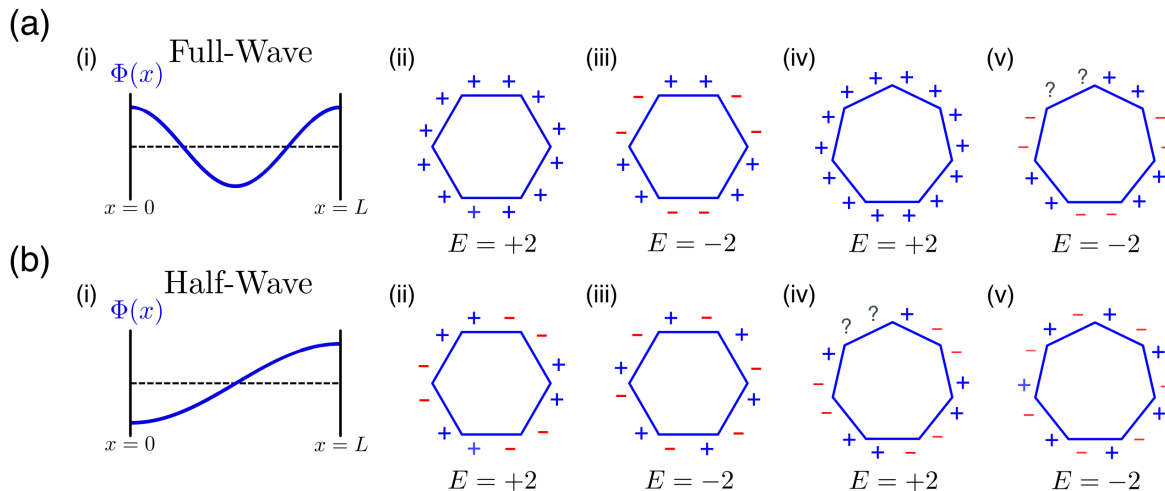 (a)
(i) Full-Wave (ii) (iii) (iv) (v)
Φ(x)
? ?
x = 0 x = L
E = +2 E = −2 E = +2 E = −2
(b)
(i) Half-Wave (ii) (iii) (iv) (v)
Φ(x)
? ?
x = 0 x = L
E = +2 E = −2 E = +2 E = −2